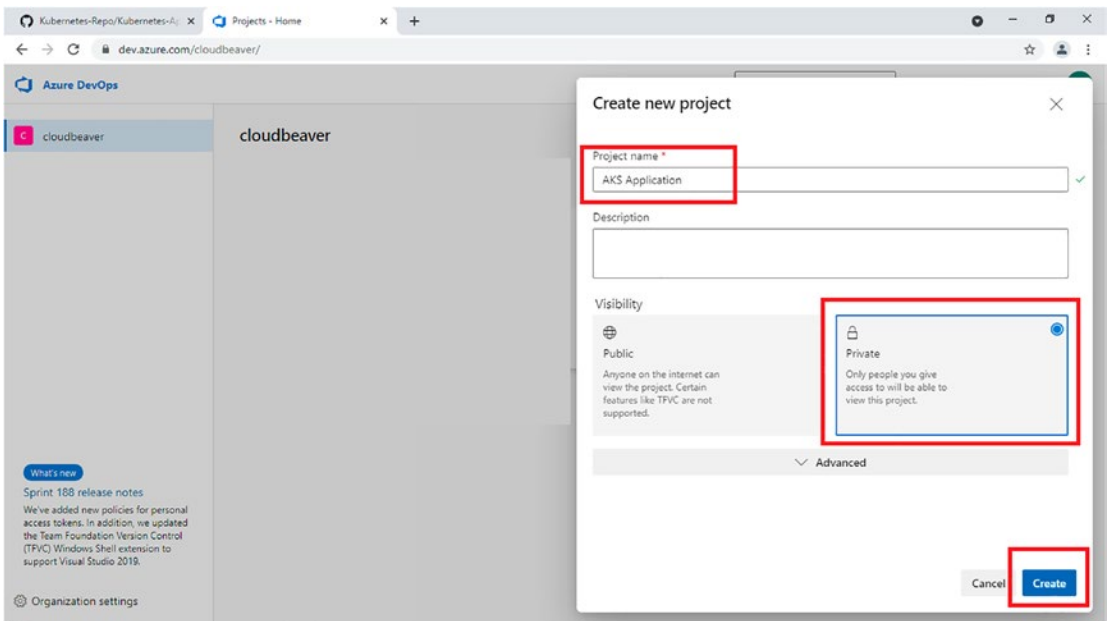 Kubernetes-Repo/Kubernetes-Ap
Projects - Home
dev.azure.com/cloudbeaver/
Azure DevOps
C
cloudbeaver
cloudbeaver
What's new
Sprint 188 release notes
We've added new policies for personal
access tokens. In addition, we updated
the Team Foundation Version Control
(TFVC) Windows Shell extension to
support Visual Studio 2019.
Organization settings
Create new project
Project name *
AKS Application
Description
Visibility
Public
Anyone on the internet can
view the project. Certain
features like TFVC are not
supported.
Private
Only people you give
access to will be able to
view this project.
Advanced
Cancel
Create